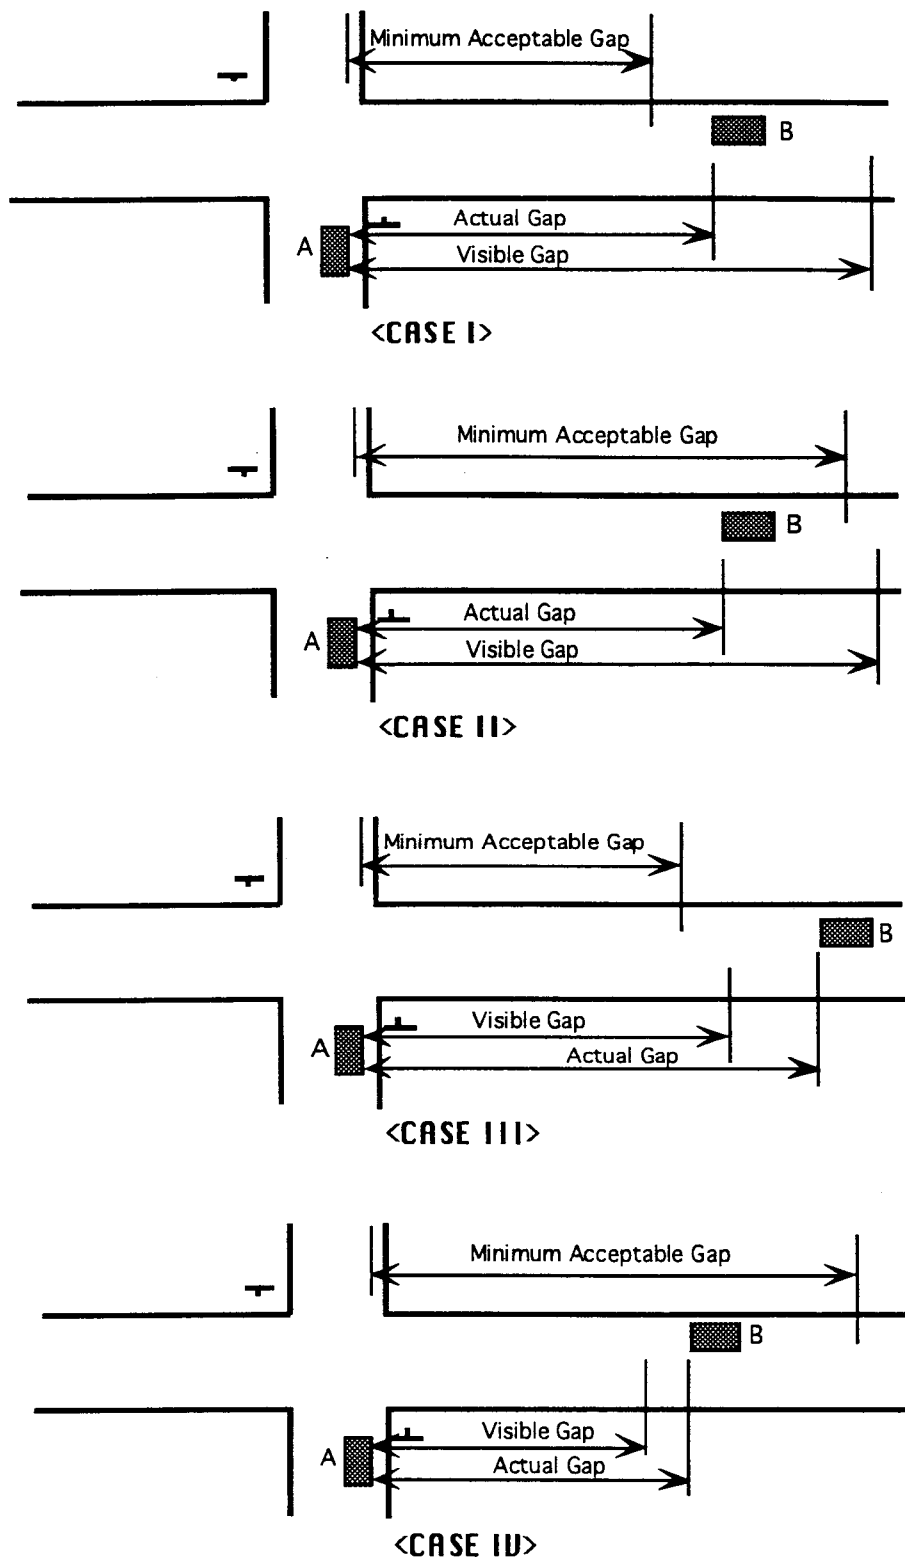 Minimum Acceptable Gap
B
Actual Gap
A
Visible Gap
<CASE I>
Minimum Acceptable Gap
B
Actual Gap
A
Visible Gap
<CASE II>
Minimum Acceptable Gap
B
Visible Gap
A
Actual Gap
<CASE III>
Minimum Acceptable Gap
B
Visible Gap
A
Actual Gap
<CASE IV>